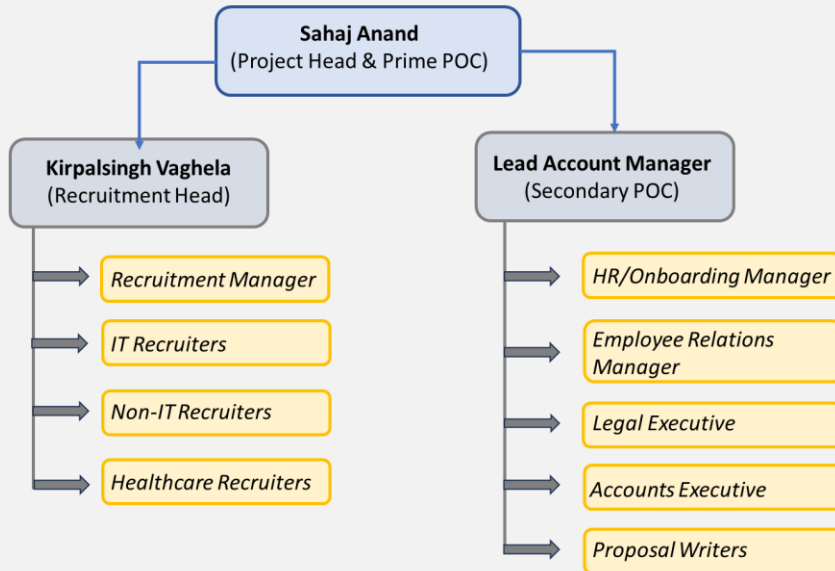 Sahaj Anand
(Project Head & Prime POC)
Kirpalsingh Vaghela
(Recruitment Head)
Recruitment Manager
IT Recruiters
Non-IT Recruiters
Healthcare Recruiters
Lead Account Manager
(Secondary POC)
HR/Onboarding Manager
Employee Relations
Manager
Legal Executive
Accounts Executive
Proposal Writers